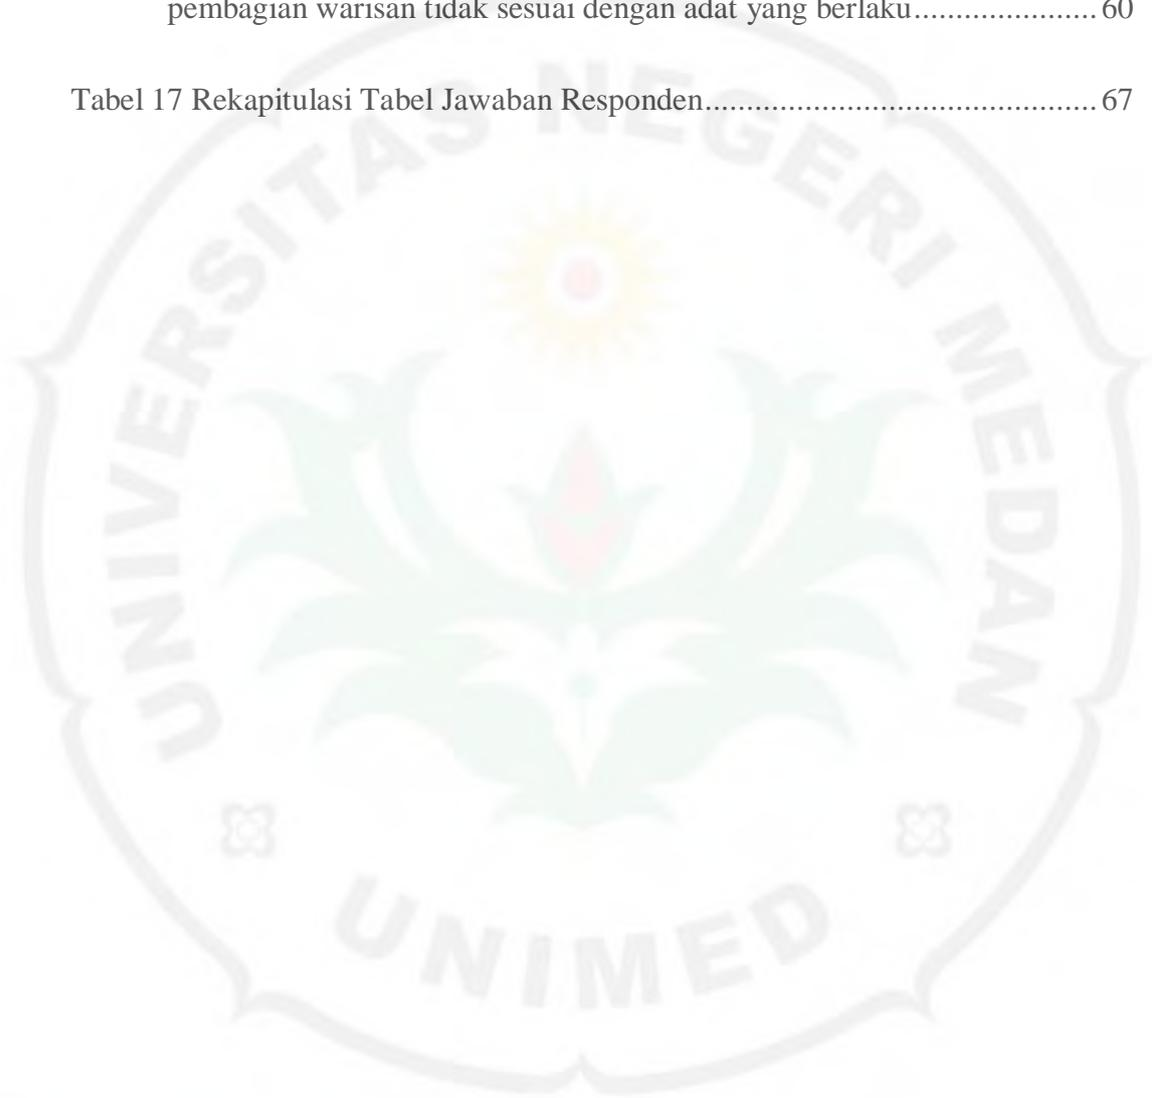 pembagian warisan tidak sesuai dengan adat yang berlaku...................... 60
Tabel 17 Rekapitulasi Tabel Jawaban Responden............................................... 67
UNIVERSITAS NEGERI MEDAN
UNIMED